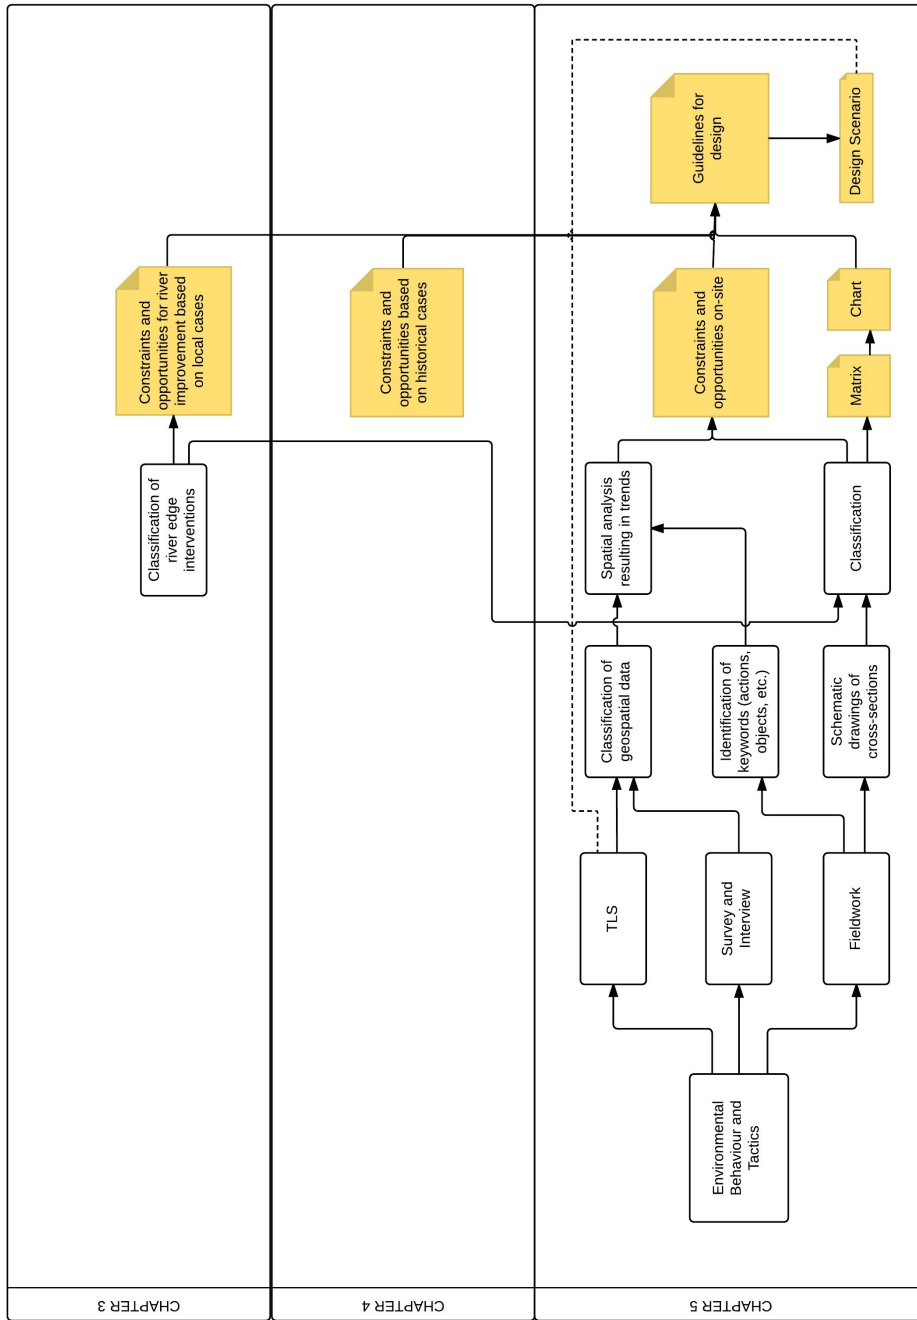 CHAPTER 3
Classification of
river edge
interventions
Constraints and
opportunities for river
improvement based
on local cases
CHAPTER 4
Constraints and
opportunities based
on historical cases
CHAPTER 5
Environmental
Behaviour and
Tactics
TLS
Survey and
Interview
Fieldwork
Classification of
geospatial data
Identification of
keywords (actions,
objects, etc.)
Schematic
drawings of
cross-sections
Spatial analysis
resulting in trends
Classification
Constraints and
opportunities on-site
Matrix
Chart
Guidelines for
design
Design Scenario